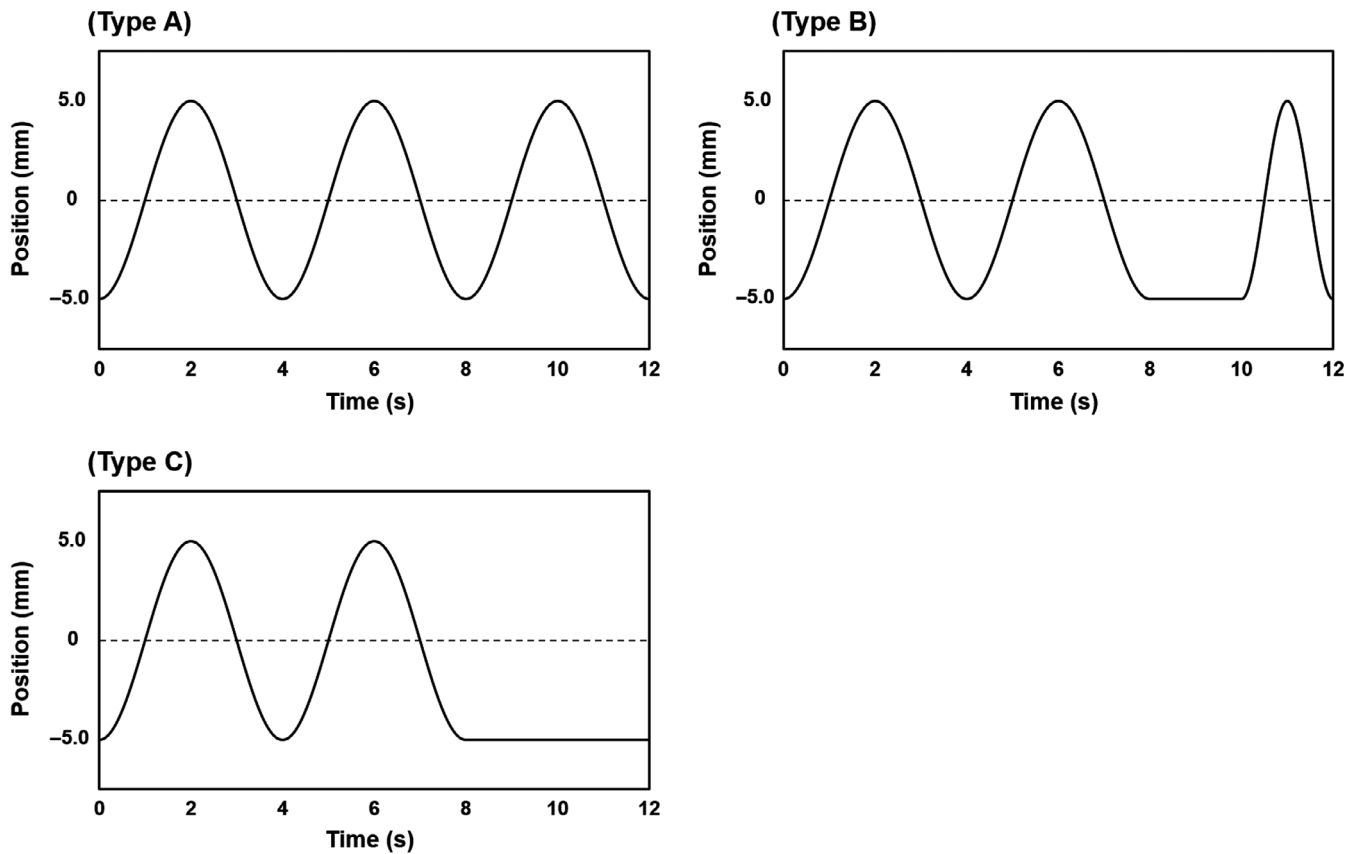 (Type A)
Position (mm)
5.0
0
–5.0
0 2 4 6 8 10 12
Time (s)
(Type B)
Position (mm)
5.0
0
–5.0
0 2 4 6 8 10 12
Time (s)
(Type C)
Position (mm)
5.0
0
–5.0
0 2 4 6 8 10 12
Time (s)